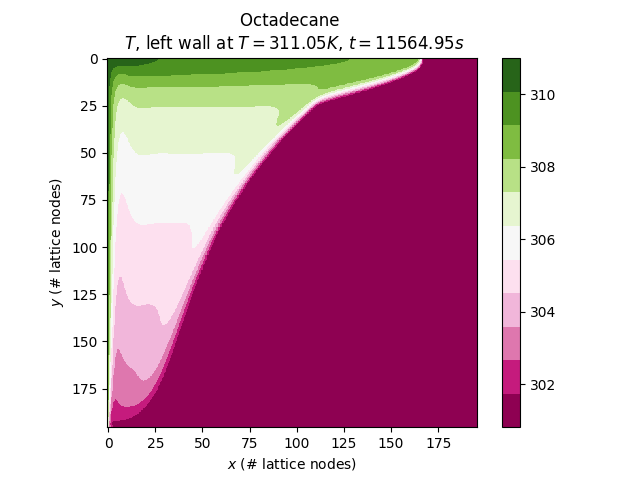 Octadecane
T, left wall at T = 311.05K, t = 11564.95s
0
25
50
75
100
125
150
175
y (# lattice nodes)
0 25 50 75 100 125 150 175
x (# lattice nodes)
310
308
306
304
302